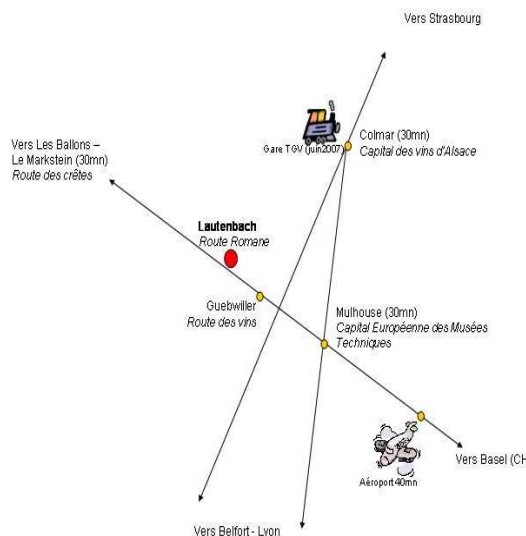 Vers Strasbourg
Colmar (30mn)
Capital des vins d'Alsace
Gare TGV (juin2007)
Vers Les Ballons –
Le Markstein (30mn)
Route des crêtes
Lautenbach
Route Romane
Guebwiller
Route des vins
Mulhouse (30mn)
Capital Européenne des Musées
Techniques
Vers Basel (CH
Aéroport 40mn
Vers Belfort - Lyon